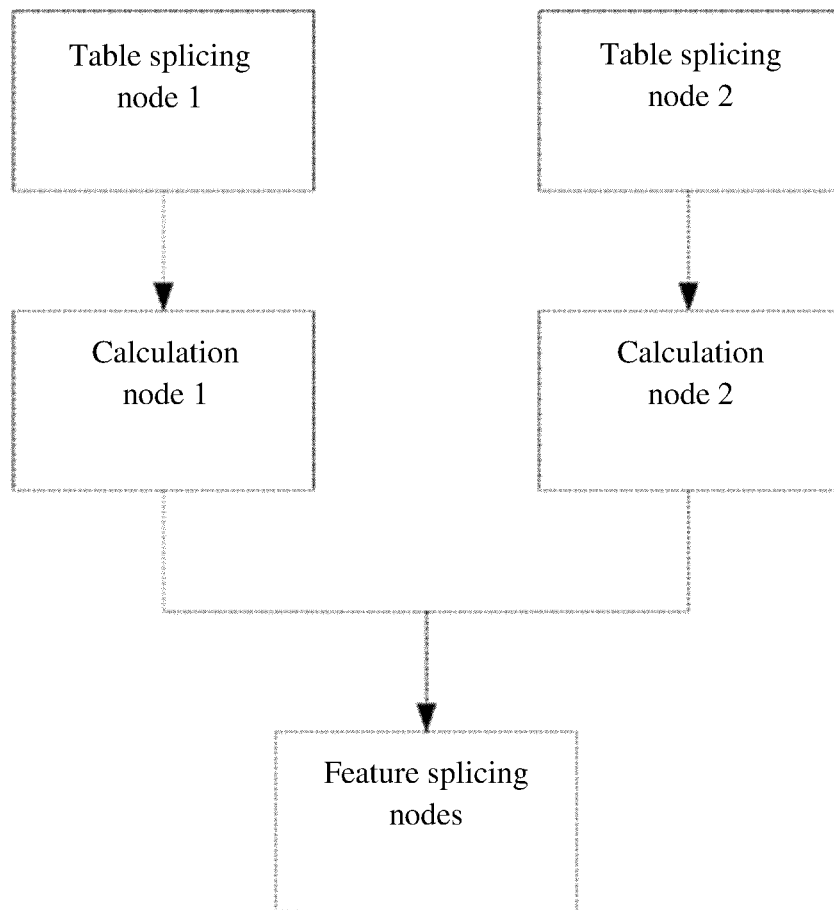 Table splicing
node 1
Table splicing
node 2
Calculation
node 1
Calculation
node 2
Feature splicing
nodes